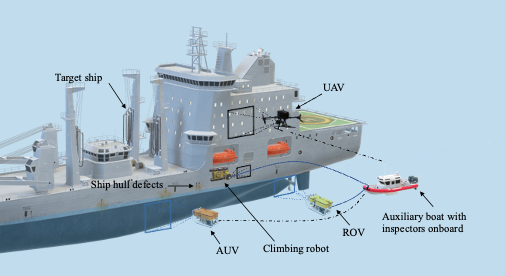 Target ship
UAV
Ship hull defects
Auxiliary boat with
inspectors onboard
ROV
AUV
Climbing robot